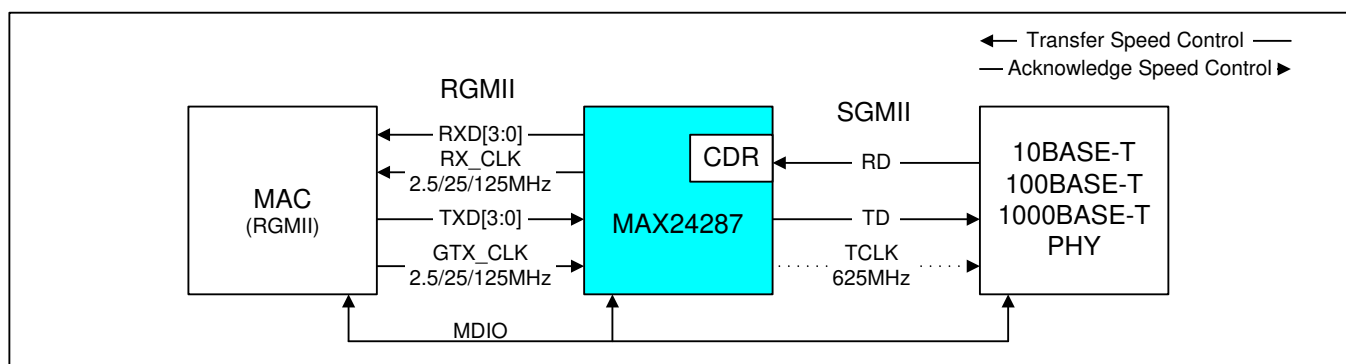 Transfer Speed Control
Acknowledge Speed Control
RGMII
SGMII
RXD[3:0]
RX_CLK
2.5/25/125MHz
TXD[3:0]
GTX_CLK
2.5/25/125MHz
MAC
(RGMII)
CDR
MAX24287
RD
TD
TCLK
625MHz
10BASE-T
100BASE-T
1000BASE-T
PHY
MDIO